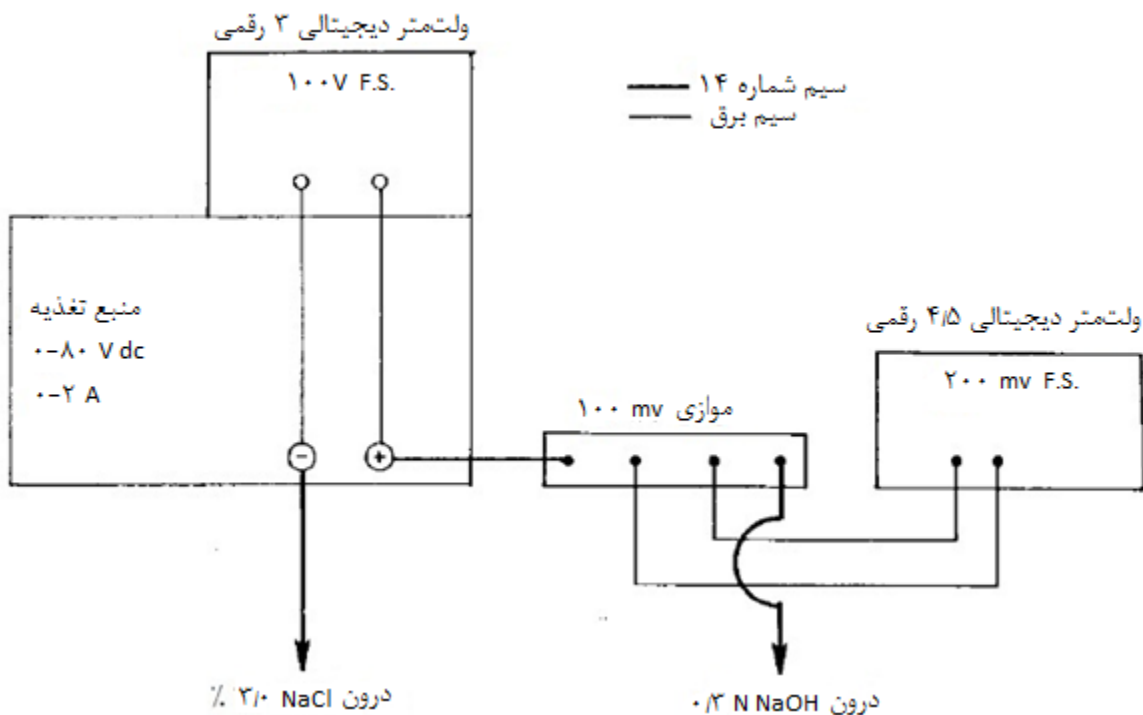 ولت‌متر دیجیتالی ۳ رقمی
۱۰۰V F.S.
سیم شماره ۱۴
سیم برق
منبع تغذیه
۰-۸۰ V dc
۰-۲ A
ولت‌متر دیجیتالی ۴/۵ رقمی
۲۰۰ mv F.S.
موازی ۱۰۰ mv
- +
درون ۳/۰ NaCl %
درون ۰/۳ N NaOH